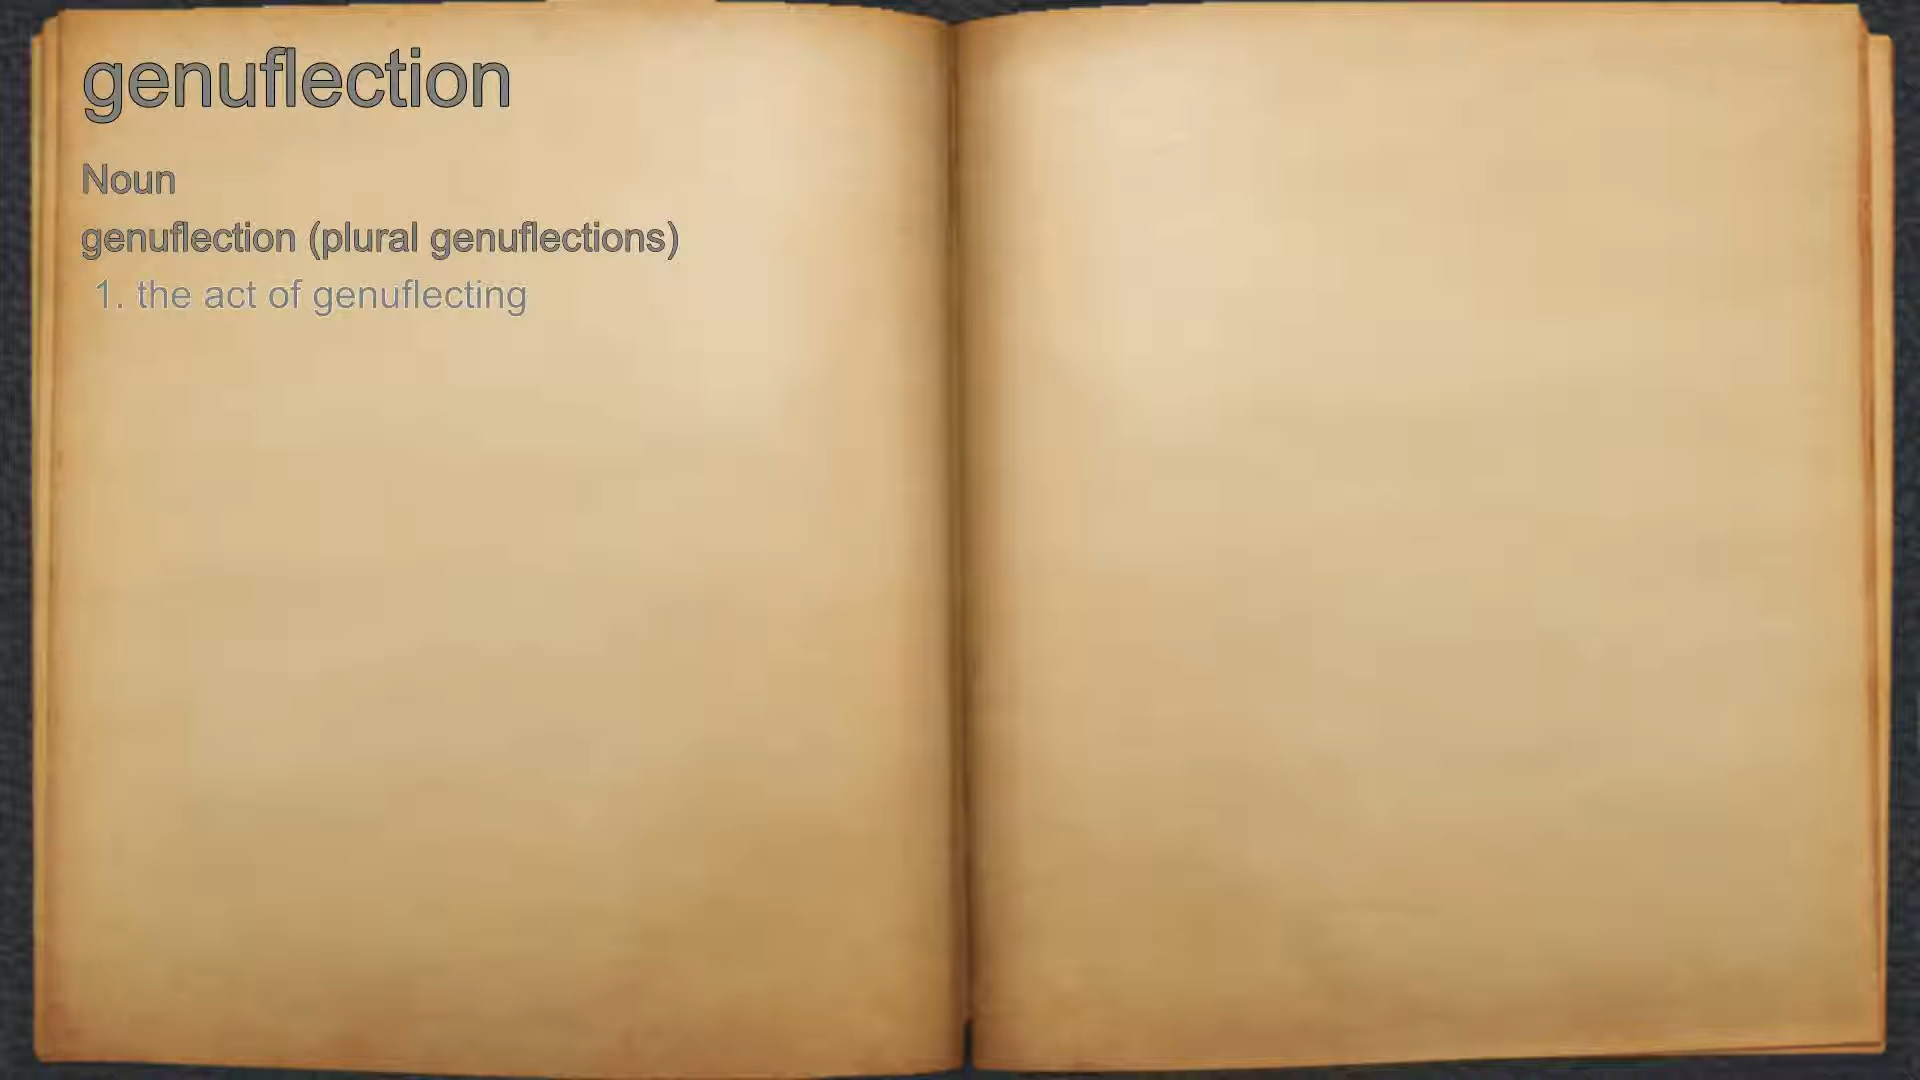 genuflection
Noun
genuflection (plural genuflections)
1. the act of genuflecting